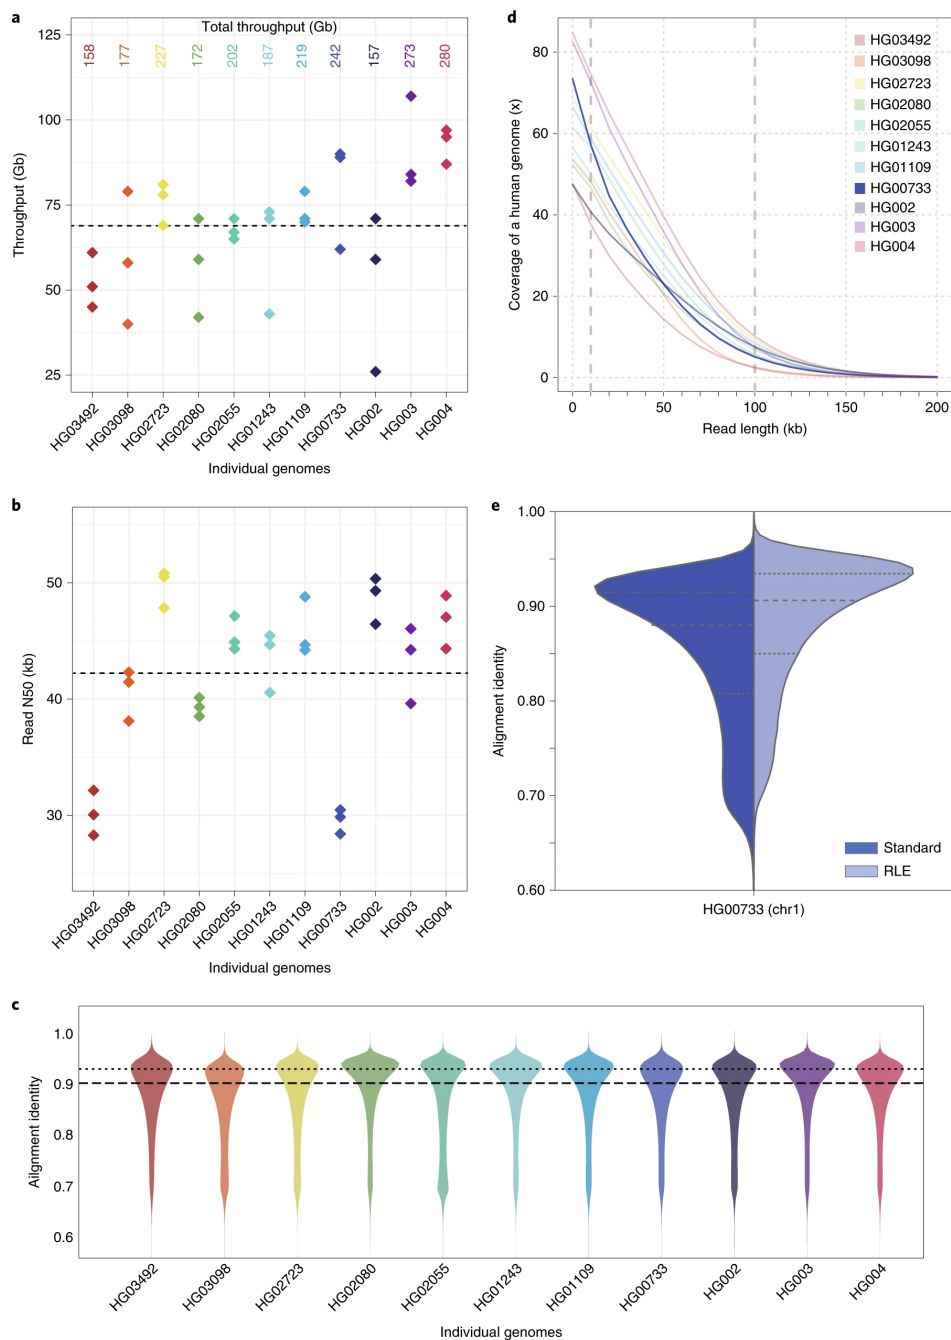 a
Total throughput (Gb)
125
100
75
50
25
158
177
227
172
202
187
219
242
157
273
280
Throughput (Gb)
HG03492
HG03098
HG02723
HG02080
HG02055
HG01243
HG01109
HG00733
HG002
HG003
HG004
Individual genomes
d
80
60
40
20
0
Coverage of a human genome (x)
HG03492
HG03098
HG02723
HG02080
HG02055
HG01243
HG01109
HG00733
HG002
HG003
HG004
0
50
100
150
200
Read length (kb)
b
50
40
30
Read N50 (kb)
HG03492
HG03098
HG02723
HG02080
HG02055
HG01243
HG01109
HG00733
HG002
HG003
HG004
Individual genomes
e
1.00
0.90
0.80
0.70
0.60
Alignment identity
Standard
RLE
HG00733 (chr1)
c
1.0
0.9
0.8
0.7
0.6
Ailgnment identity
HG03492
HG03098
HG02723
HG02080
HG02055
HG01243
HG01109
HG00733
HG002
HG003
HG004
Individual genomes